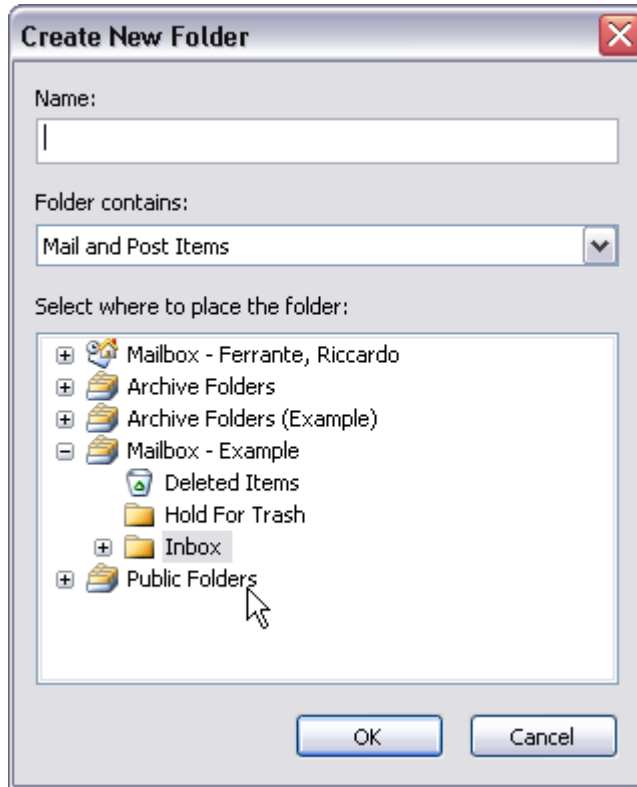 Create New Folder
Name:
Folder contains:
Mail and Post Items
Select where to place the folder:
Mailbox - Ferrante, Riccardo
Archive Folders
Archive Folders (Example)
Mailbox - Example
Deleted Items
Hold For Trash
Inbox
Public Folders
OK Cancel